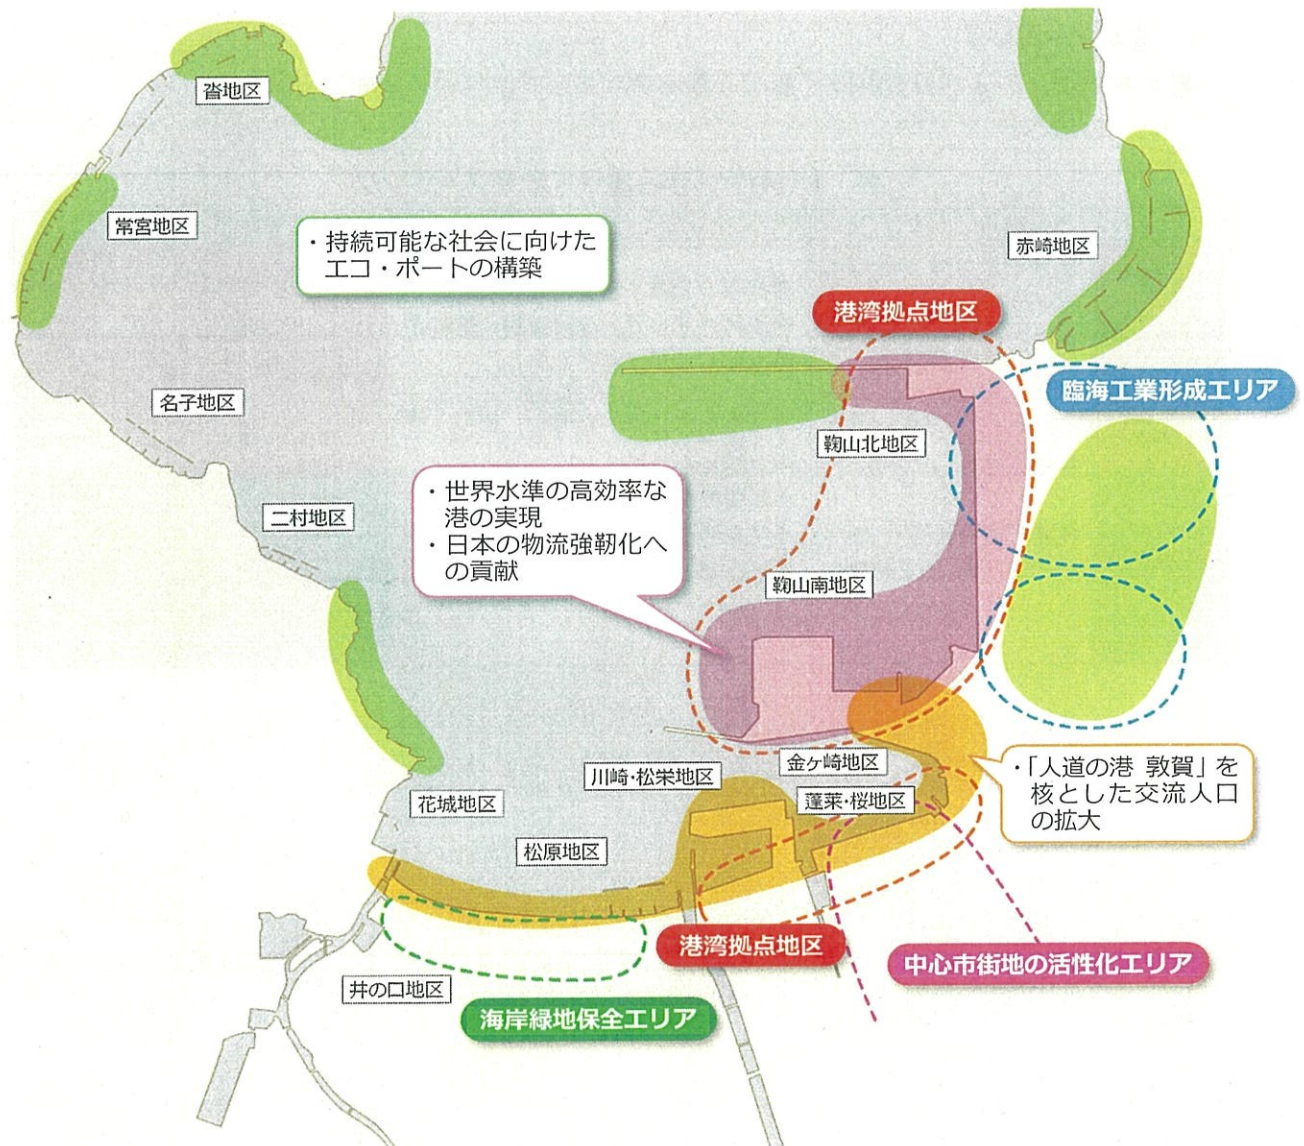 沓地区
常宮地区
・持続可能な社会に向けた
エコ・ポートの構築
赤崎地区
港湾拠点地区
臨海工業形成エリア
名子地区
鞠山北地区
・世界水準の高効率な
港の実現
・日本の物流強靭化へ
の貢献
二村地区
鞠山南地区
金ヶ崎地区
川崎・松栄地区
・「人道の港 敦賀」を
核とした交流人口
の拡大
蓬莱・桜地区
花城地区
松原地区
港湾拠点地区
中心市街地の活性化エリア
井の口地区
海岸緑地保全エリア